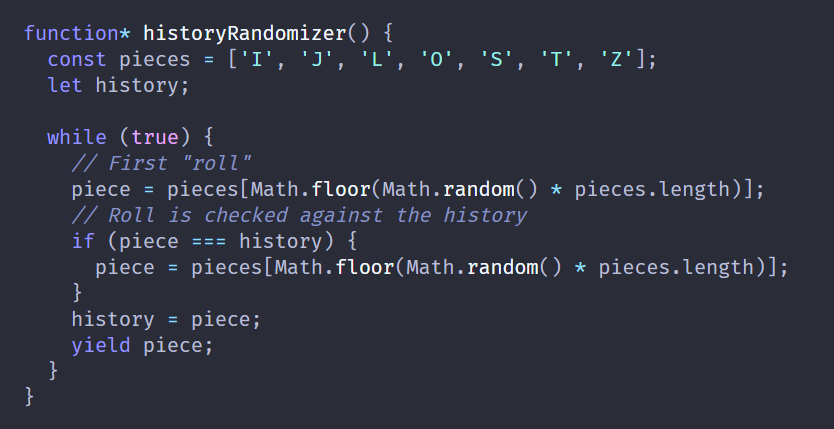 function* historyRandomizer() {
  const pieces = ['I', 'J', 'L', 'O', 'S', 'T', 'Z'];
  let history;

  while (true) {
    // First "roll"
    piece = pieces[Math.floor(Math.random() * pieces.length)];
    // Roll is checked against the history
    if (piece === history) {
      piece = pieces[Math.floor(Math.random() * pieces.length)];
    }
    history = piece;
    yield piece;
  }
}